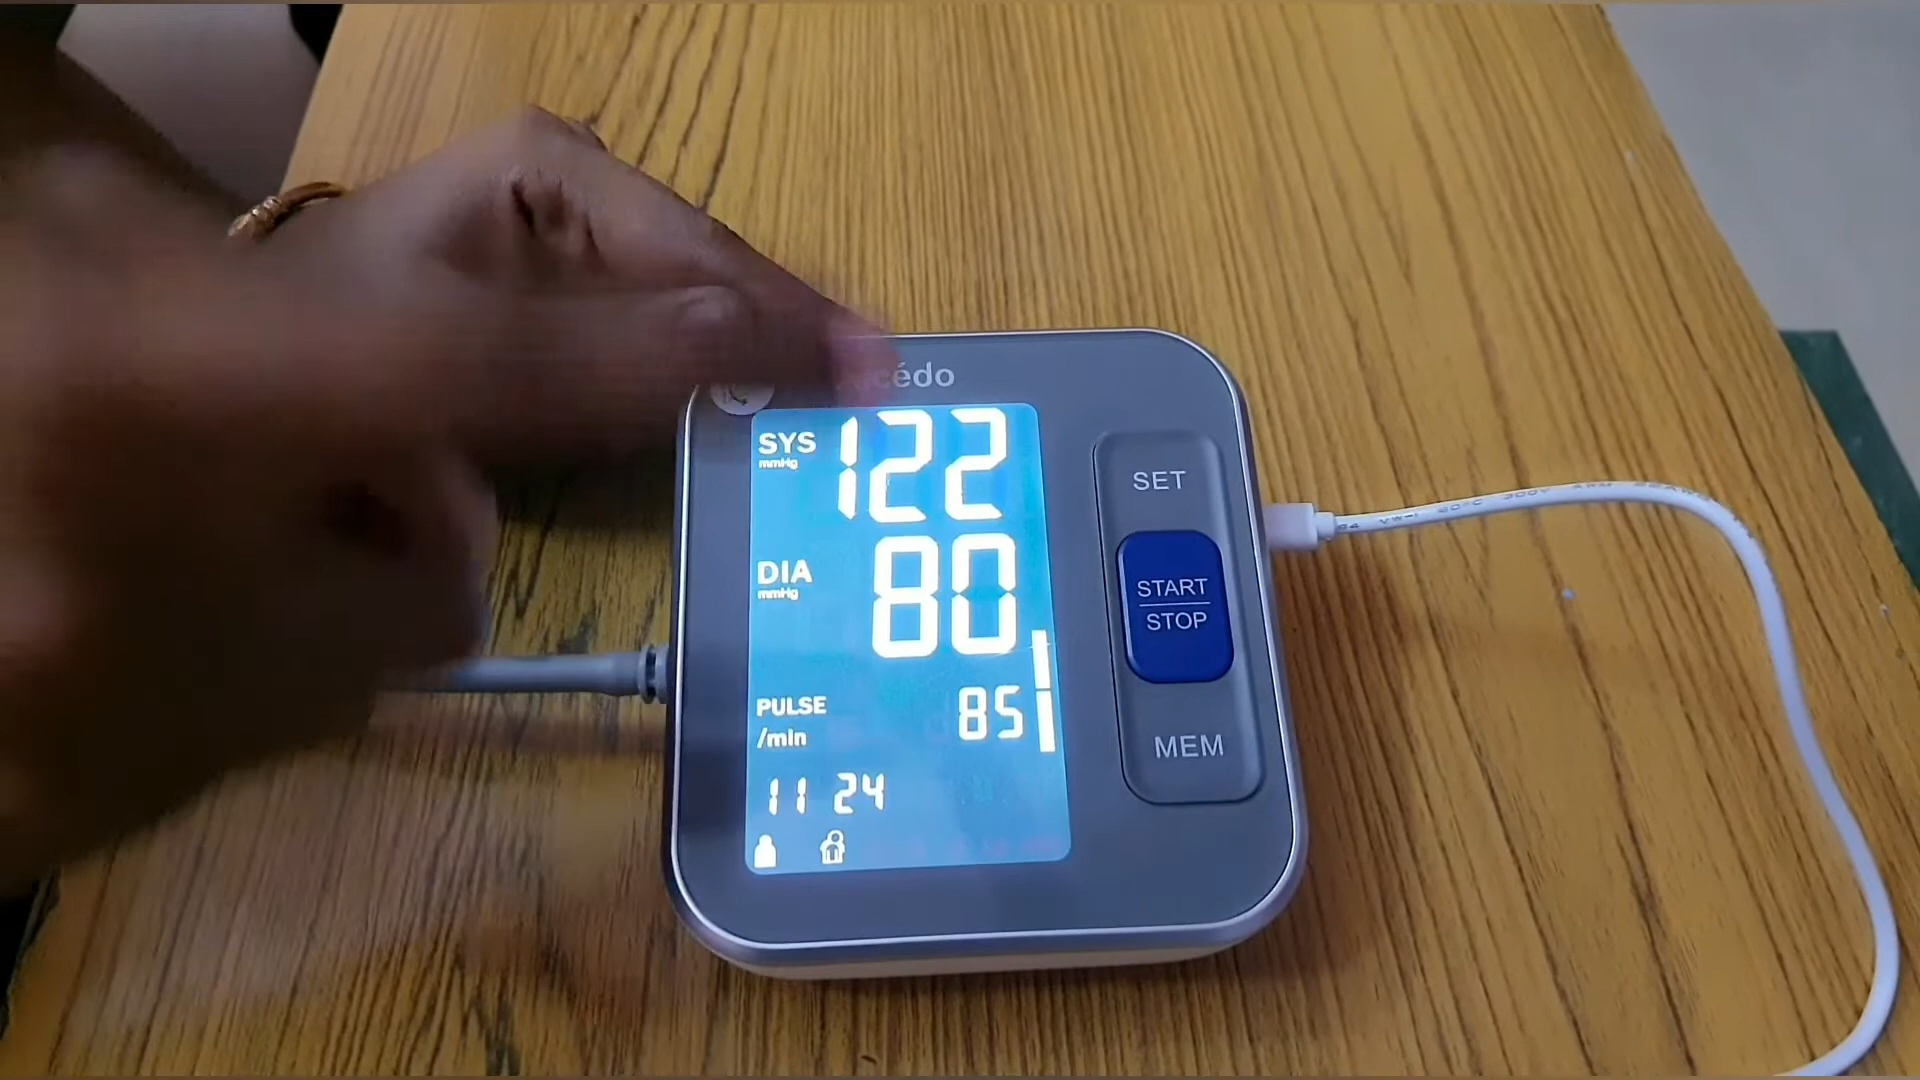 cédo
SYS 122
mmHg
DIA 80
mmHg
PULSE 85
/min
11 24
SET
START
STOP
MEM